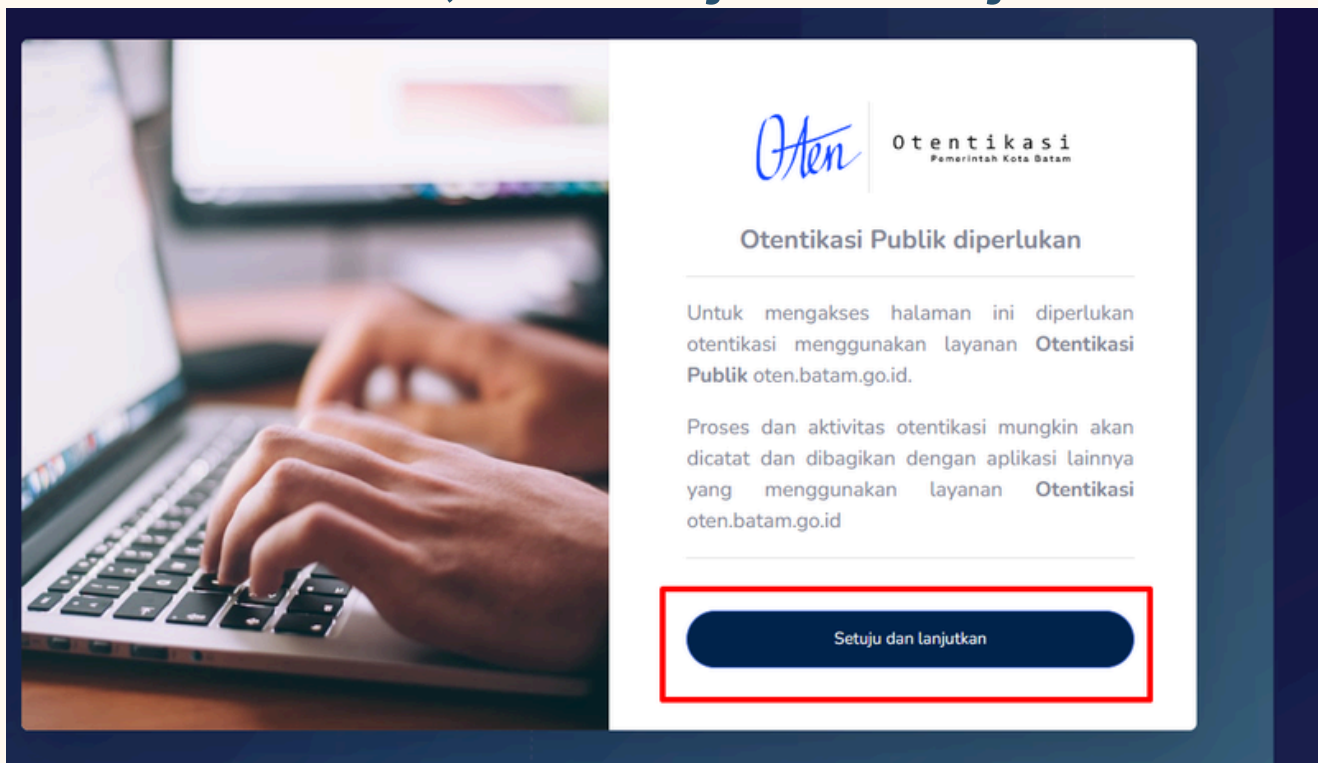 Oten
Otentikasi
Pemerintah Kota Batam
Otentikasi Publik diperlukan
Untuk mengakses halaman ini diperlukan
otentikasi menggunakan layanan Otentikasi
Publik oten.batam.go.id.
Proses dan aktivitas otentikasi mungkin akan
dicatat dan dibagikan dengan aplikasi lainnya
yang menggunakan layanan Otentikasi
oten.batam.go.id
Setuju dan lanjutkan